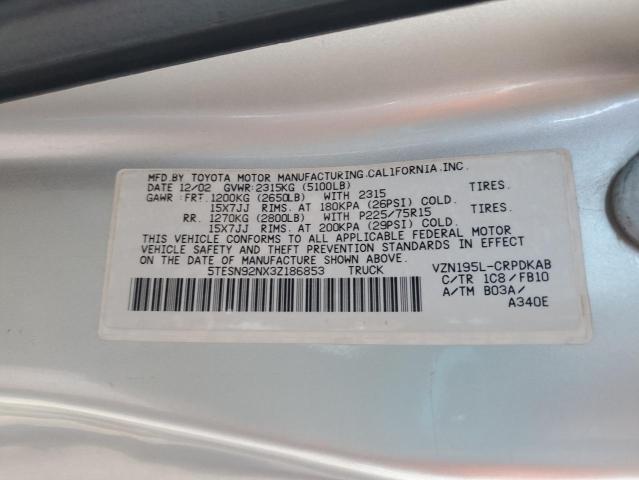 MFD.BY TOYOTA MOTOR MANUFACTURING.CALIFORNIA.INC.
DATE 12/02 GVWR:2315KG (5100LB)
GAWR : FRT.1200KG (2650LB) WITH 2315 TIRES.
15X7JJ RIMS. AT 180KPA (26PSI) COLD.
RR. 1270KG (2800LB) WITH P225/75R15 TIRES.
15X7JJ RIMS. AT 200KPA (29PSI) COLD.
THIS VEHICLE CONFORMS TO ALL APPLICABLE FEDERAL MOTOR
VEHICLE SAFETY AND THEFT PREVENTION STANDARDS IN EFFECT
ON THE DATE OF MANUFACTURE SHOWN ABOVE.
5TESN92NX3Z186853 TRUCK VZN195L-CRPDKAB
C/TR 1C8/FB10
A/TM B03A/
A340E